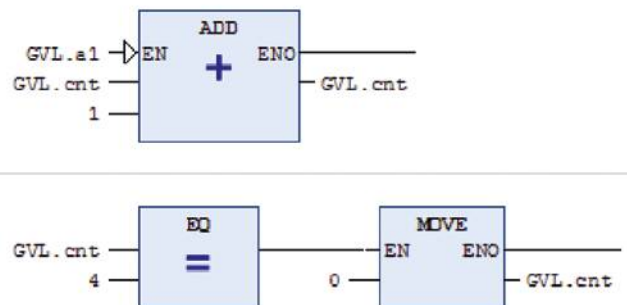 ADD
GVL.a1 EN ENO
+
GVL.cnt GVL.cnt
1
EQ MOVE
GVL.cnt EN ENO
=
4 0 GVL.cnt